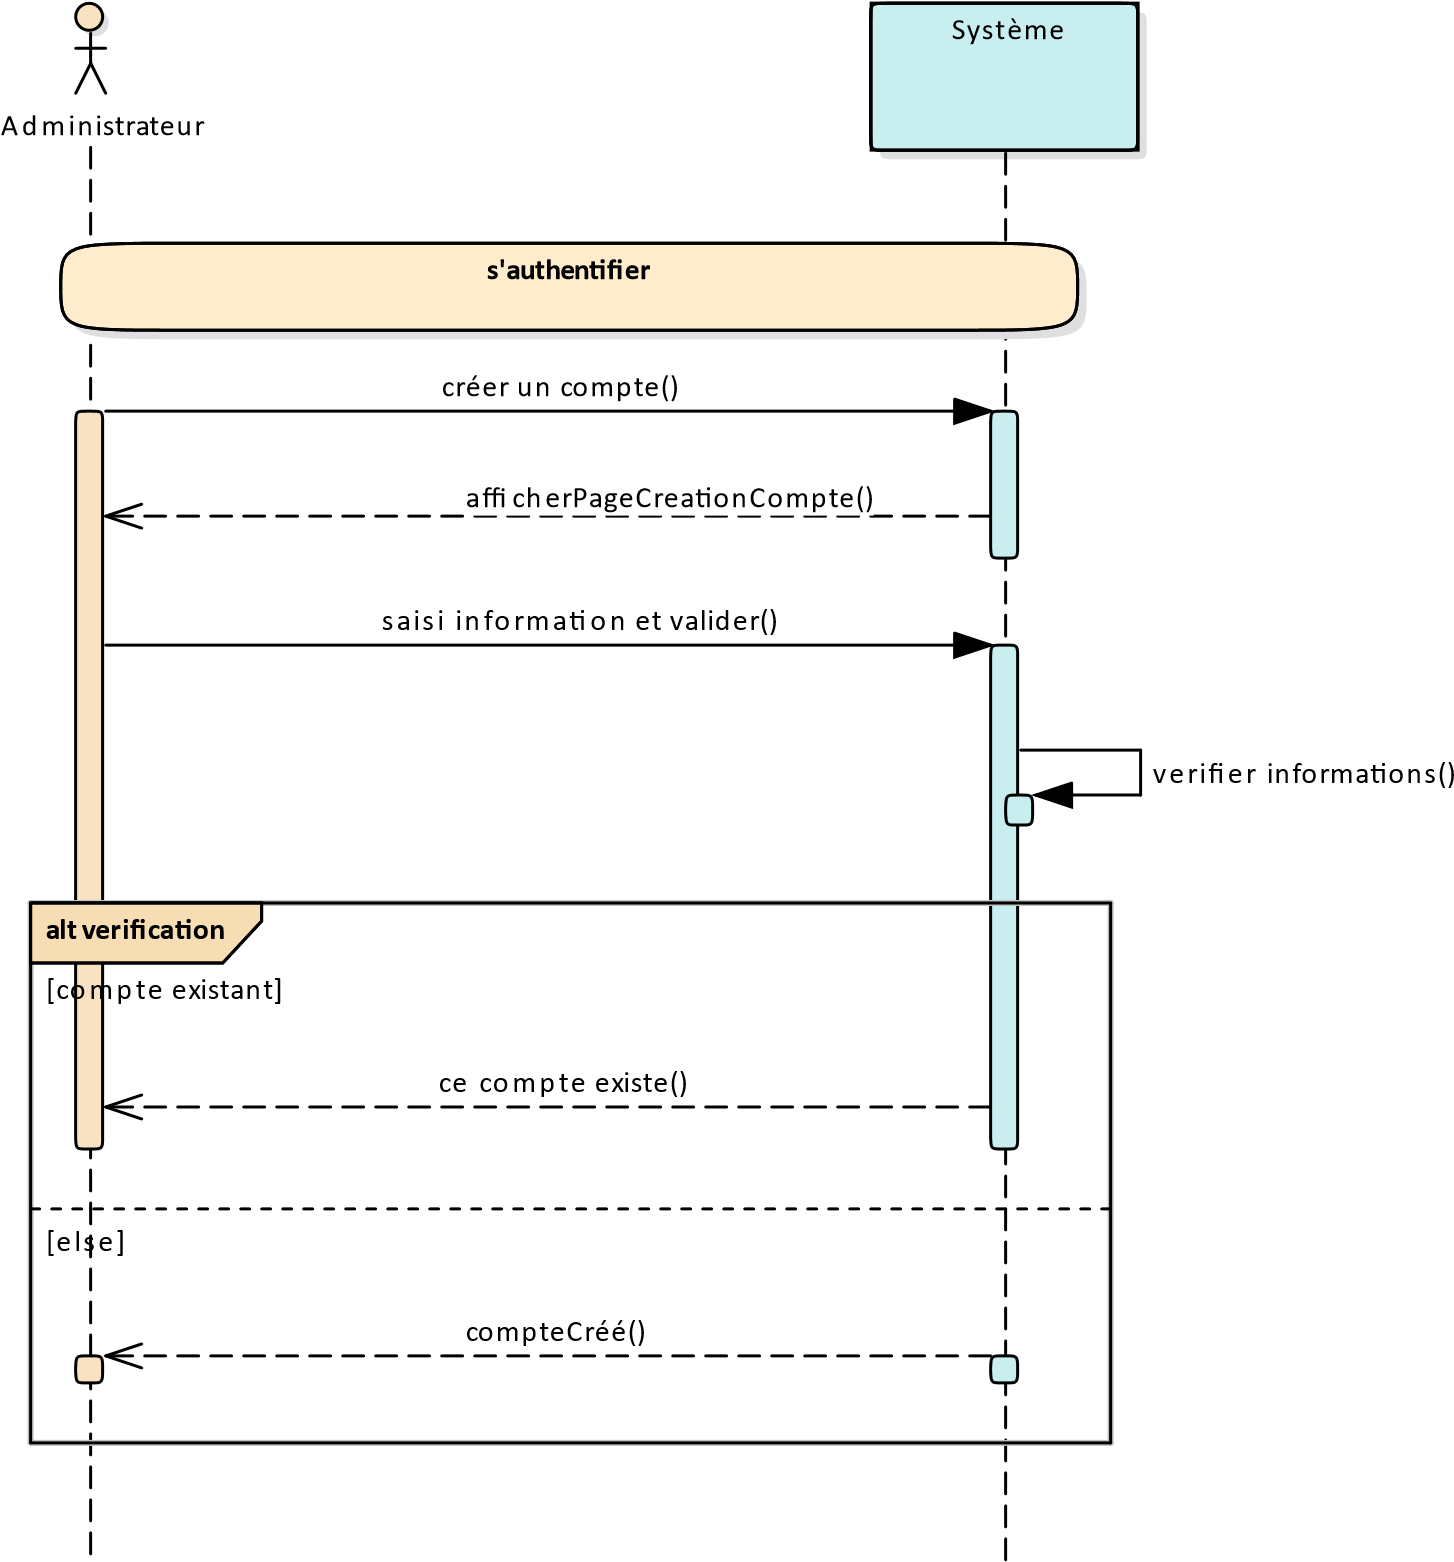 Administrateur
Système
s'authentifier
créer un compte()
afficherPageCreationCompte()
saisi information et valider()
verifier informations()
alt verification
[compte existant]
ce compte existe()
[else]
compteCréé()